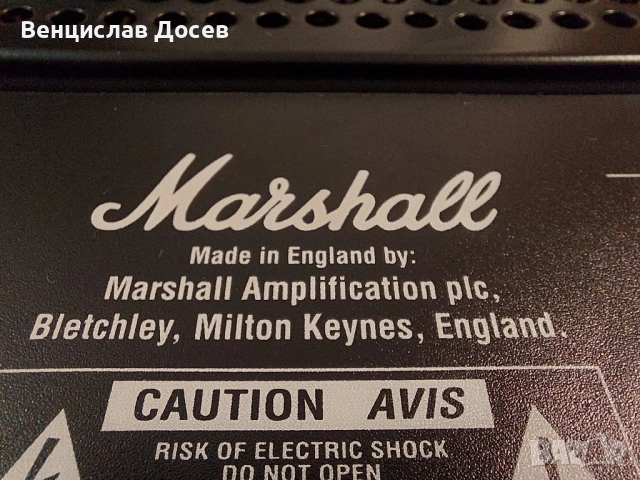 Венцислав Досев
Marshall
Made in England by:
Marshall Amplification plc,
Bletchley, Milton Keynes, England.
CAUTION AVIS
RISK OF ELECTRIC SHOCK
DO NOT OPEN